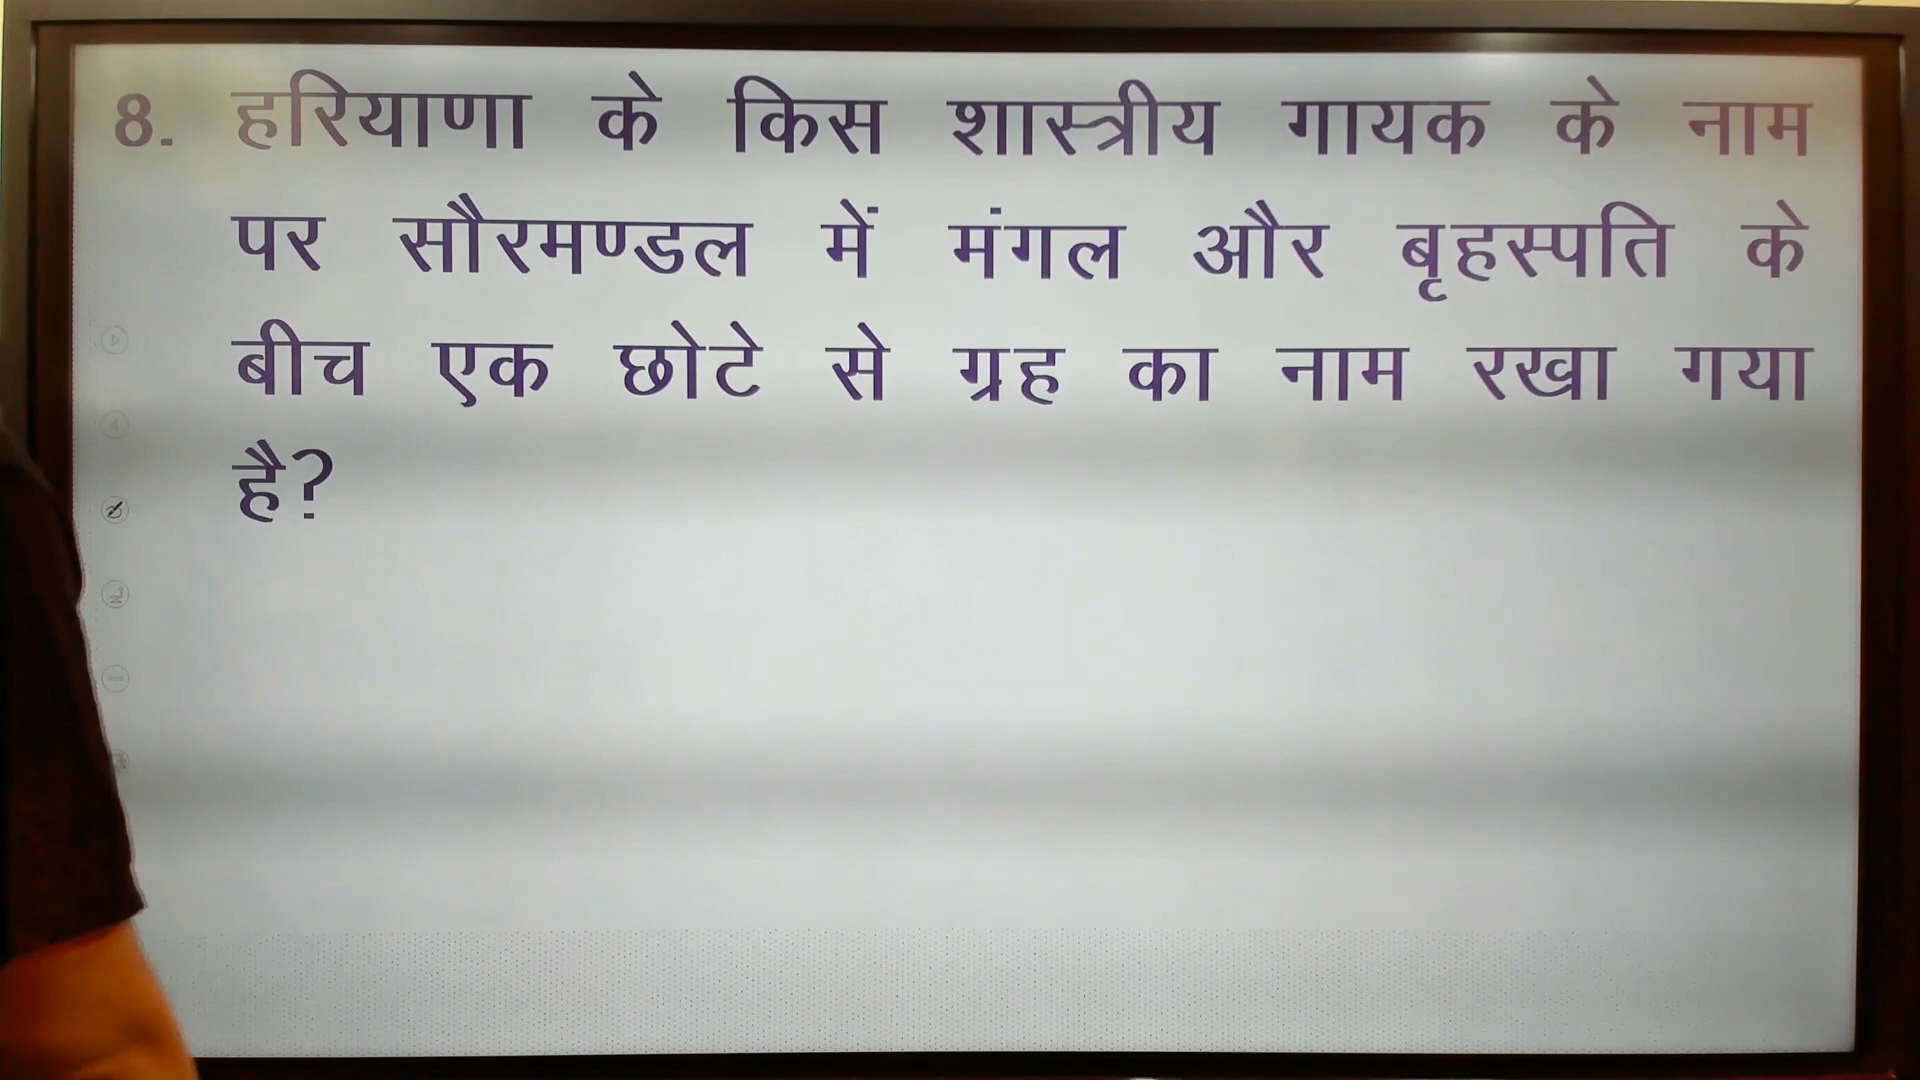 8. हरियाणा के किस शास्त्रीय गायक के नाम
पर सौरमण्डल में मंगल और बृहस्पति के
बीच एक छोटे से ग्रह का नाम रखा गया
है?